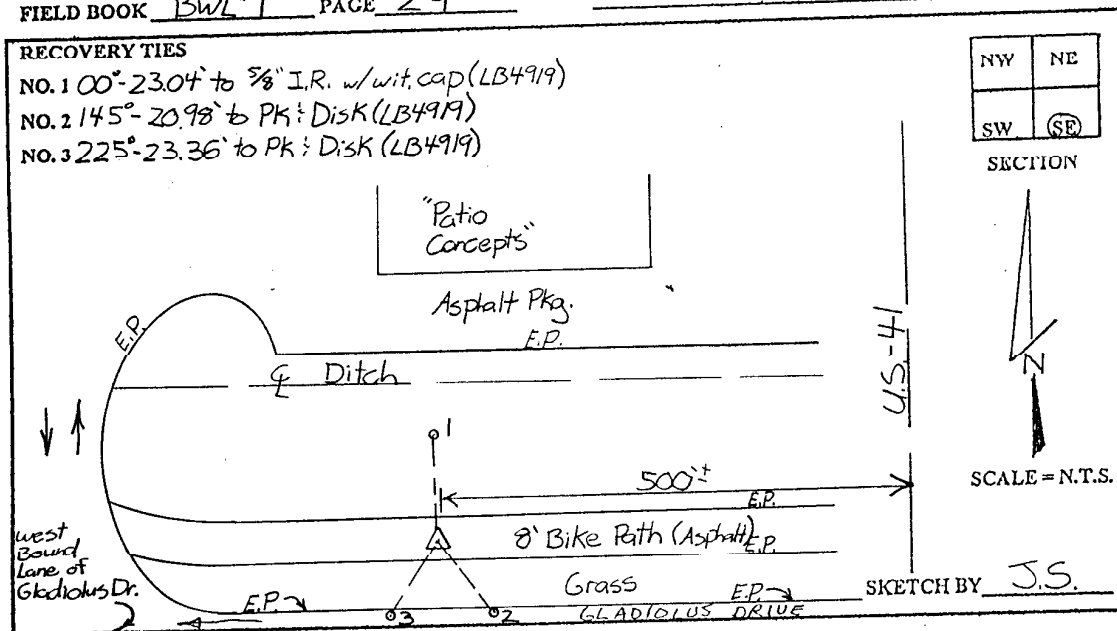 FIELD BOOK BWL 1 PAGE 24
RECOVERY TIES
NO. 1 00°-23.04' to 5/8" I.R. w/wit. cap (LB4919)
NO. 2 145°-20.98' to PK & Disk (LB4919)
NO. 3 225°-23.36' to PK & Disk (LB4919)
NW NE
SW SE
SECTION
"Patio
Concepts"
Asphalt Pkg.
E.P.
E.P.
℄ Ditch
U.S.-41
N
1
500'±
SCALE = N.T.S.
E.P.
8' Bike Path (Asphalt) E.P.
west
Bound
Lane of
Gladiolus Dr.
Grass
E.P.
E.P.
SKETCH BY J.S.
3
2
GLADIOLUS DRIVE